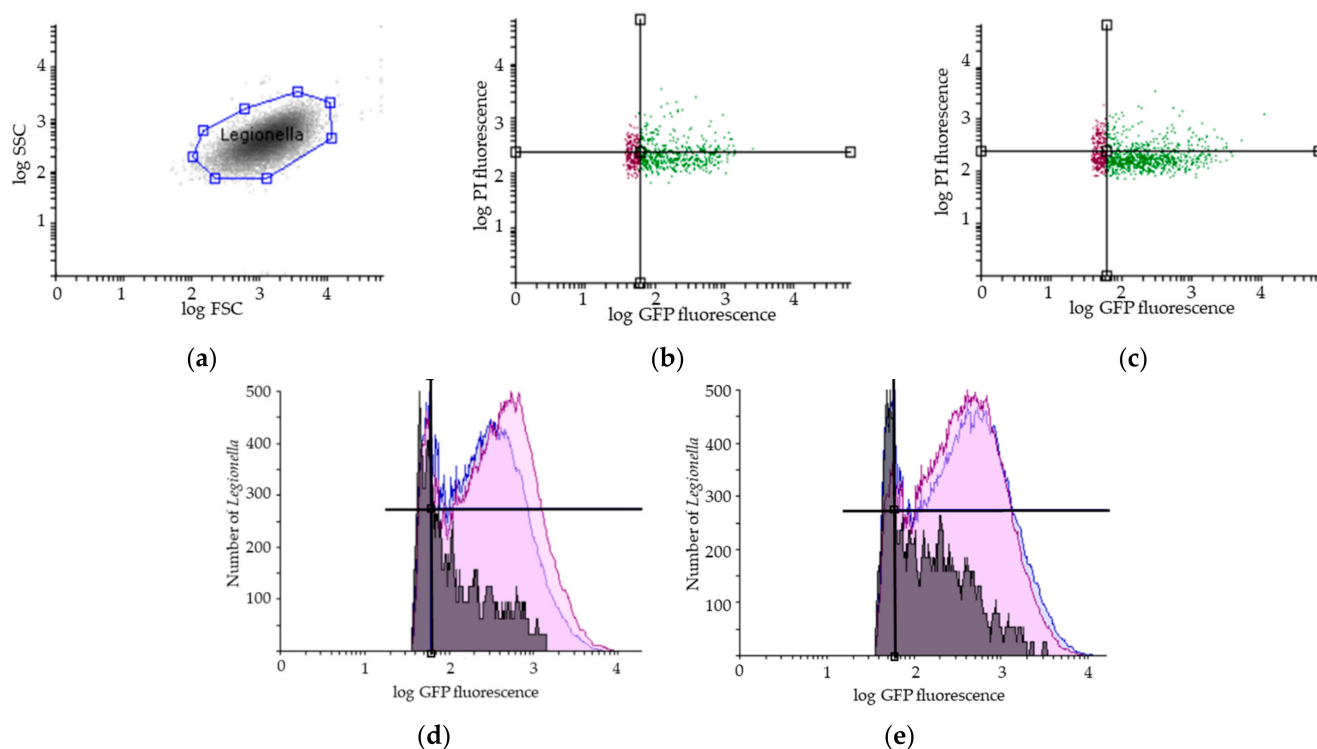 log SSC
4
3
2
1
Legionella
0 1 2 3 4
log FSC
(a)
log PI fluorescence
4
3
2
1
0 1 2 3 4
log GFP fluorescence
(b)
log PI fluorescence
4
3
2
1
0 1 2 3 4
log GFP fluorescence
(c)
Number of Legionella
500
400
300
200
100
0 1 2 3 4
log GFP fluorescence
(d)
Number of Legionella
500
400
300
200
100
0 1 2 3 4
log GFP fluorescence
(e)